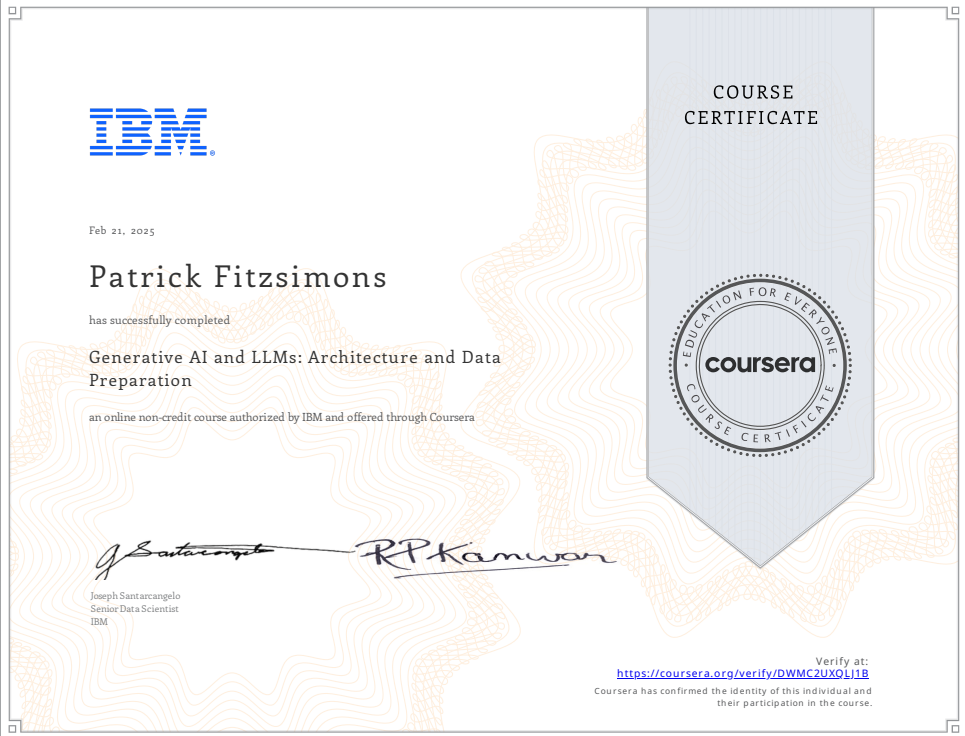 COURSE
CERTIFICATE
IBM®
Feb 21, 2025
Patrick Fitzsimons
has successfully completed
Generative AI and LLMs: Architecture and Data
Preparation
an online non-credit course authorized by IBM and offered through Coursera
EDUCATION FOR EVERYONE
coursera
COURSE CERTIFICATE
J Santarcangelo
RPKanwar
Joseph Santarcangelo
Senior Data Scientist
IBM
Verify at:
https://coursera.org/verify/DWMC2UXQLJ1B
Coursera has confirmed the identity of this individual and
their participation in the course.